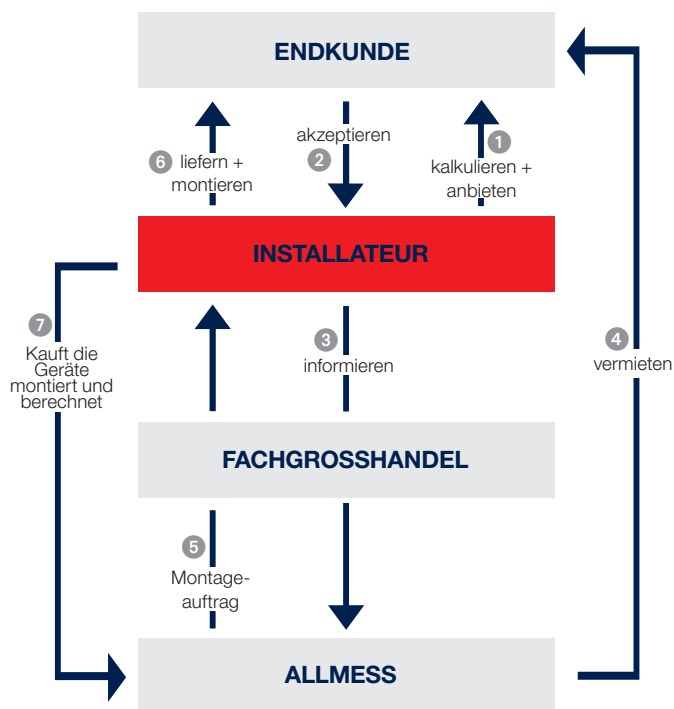 ENDKUNDE
6 liefern +
montieren
akzeptieren
2
1
kalkulieren +
anbieten
INSTALLATEUR
7
Kauft die
Geräte
montiert und
berechnet
3
informieren
4
vermieten
FACHGROSSHANDEL
5
Montage-
auftrag
ALLMESS